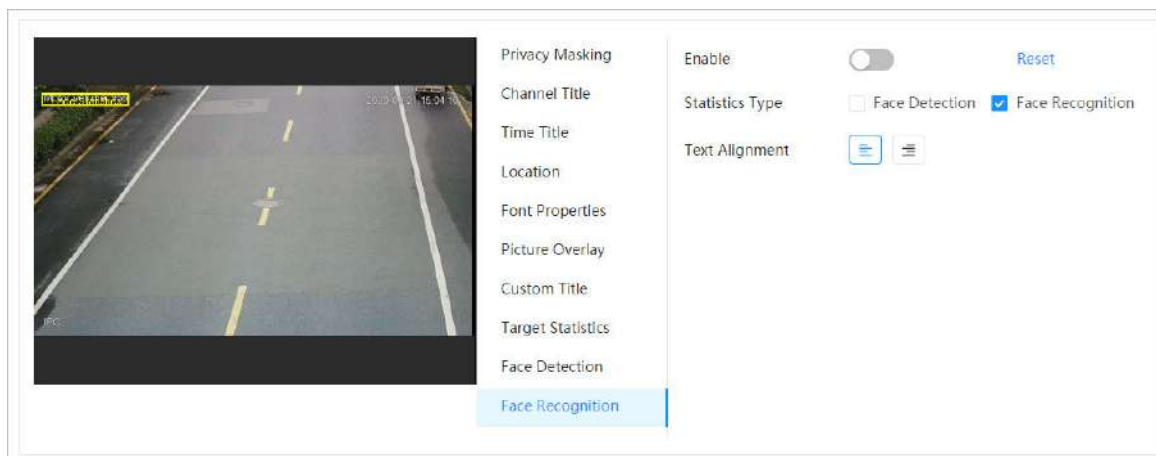 Privacy Masking
Channel Title
Time Title
Location
Font Properties
Picture Overlay
Custom Title
Target Statistics
Face Detection
Face Recognition
Enable
Reset
Statistics Type
Face Detection
Face Recognition
Text Alignment
IPC